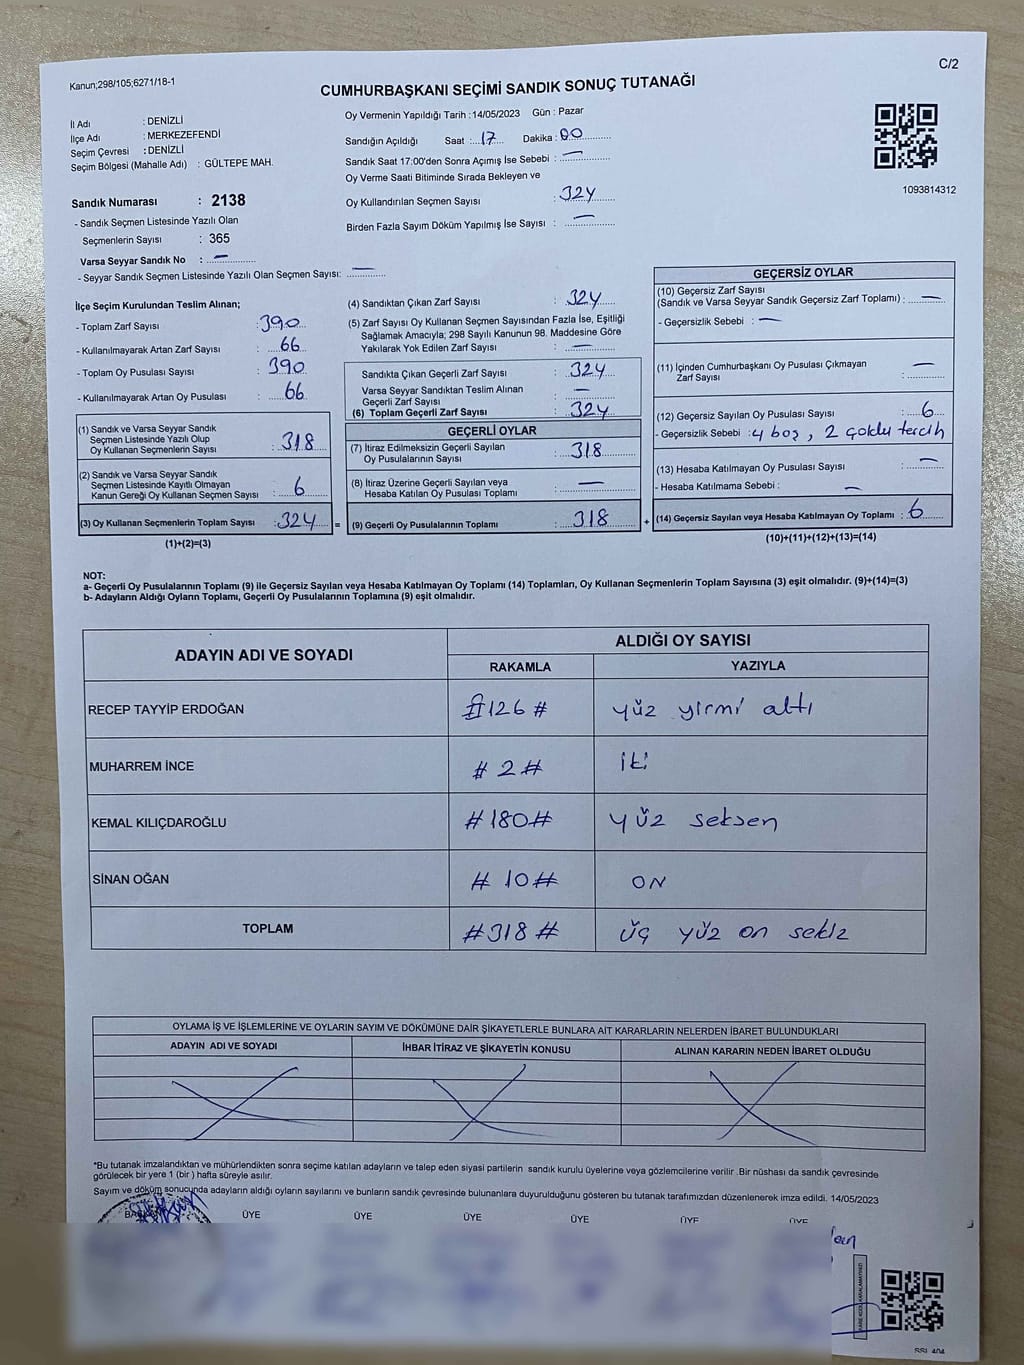 Kanun;298/105;6271/18-1
C/2
CUMHURBAŞKANI SEÇİMİ SANDIK SONUÇ TUTANAĞI
İl Adı : DENİZLİ
İlçe Adı : MERKEZEFENDİ
Seçim Çevresi : DENİZLİ
Seçim Bölgesi (Mahalle Adı) : GÜLTEPE MAH.
Sandık Numarası : 2138
- Sandık Seçmen Listesinde Yazılı Olan
Seçmenlerin Sayısı : 365
Varsa Seyyar Sandık No : —
- Seyyar Sandık Seçmen Listesinde Yazılı Olan Seçmen Sayısı: —
Oy Vermenin Yapıldığı Tarih :14/05/2023 Gün : Pazar
Sandığın Açıldığı Saat :17 Dakika :00
Sandık Saat 17:00'den Sonra Açımış İse Sebebi : —
Oy Verme Saati Bitiminde Sırada Bekleyen ve
Oy Kullandırılan Seçmen Sayısı : 324
Birden Fazla Sayım Döküm Yapılmış İse Sayısı : —
1093814312
İlçe Seçim Kurulundan Teslim Alınan;
- Toplam Zarf Sayısı :390
- Kullanılmayarak Artan Zarf Sayısı : 66
- Toplam Oy Pusulası Sayısı : 390
- Kullanılmayarak Artan Oy Pusulası : 66
(1) Sandık ve Varsa Seyyar Sandık
Seçmen Listesinde Yazılı Olup
Oy Kullanan Seçmenlerin Sayısı : 318
(2) Sandık ve Varsa Seyyar Sandık
Seçmen Listesinde Kayıtlı Olmayan
Kanun Gereği Oy Kullanan Seçmen Sayısı : 6
(3) Oy Kullanan Seçmenlerin Toplam Sayısı :324 =
(1)+(2)=(3)
(4) Sandıktan Çıkan Zarf Sayısı : 324
(5) Zarf Sayısı Oy Kullanan Seçmen Sayısından Fazla İse, Eşitliği
Sağlamak Amacıyla; 298 Sayılı Kanunun 98. Maddesine Göre
Yakılarak Yok Edilen Zarf Sayısı : —
Sandıkta Çıkan Geçerli Zarf Sayısı : 324
Varsa Seyyar Sandıktan Teslim Alınan
Geçerli Zarf Sayısı : —
(6) Toplam Geçerli Zarf Sayısı : 324
GEÇERLİ OYLAR
(7) İtiraz Edilmeksizin Geçerli Sayılan
Oy Pusulalarının Sayısı : 318
(8) İtiraz Üzerine Geçerli Sayılan veya
Hesaba Katılan Oy Pusulası Toplamı : —
(9) Geçerli Oy Pusulalarının Toplamı : 318 +
GEÇERSİZ OYLAR
(10) Geçersiz Zarf Sayısı
(Sandık ve Varsa Seyyar Sandık Geçersiz Zarf Toplamı) : —
- Geçersizlik Sebebi : —
(11) İçinden Cumhurbaşkanı Oy Pusulası Çıkmayan
Zarf Sayısı : —
(12) Geçersiz Sayılan Oy Pusulası Sayısı : 6
- Geçersizlik Sebebi :4 boş, 2 çoklu tercih
(13) Hesaba Katılmayan Oy Pusulası Sayısı : —
- Hesaba Katılmama Sebebi : —
(14) Geçersiz Sayılan veya Hesaba Katılmayan Oy Toplamı : 6
(10)+(11)+(12)+(13)=(14)
NOT:
a- Geçerli Oy Pusulalarının Toplamı (9) ile Geçersiz Sayılan veya Hesaba Katılmayan Oy Toplamı (14) Toplamları, Oy Kullanan Seçmenlerin Toplam Sayısına (3) eşit olmalıdır. (9)+(14)=(3)
b- Adayların Aldığı Oyların Toplamı, Geçerli Oy Pusulalarının Toplamına (9) eşit olmalıdır.
ADAYIN ADI VE SOYADI
ALDIĞI OY SAYISI
RAKAMLA YAZIYLA
RECEP TAYYİP ERDOĞAN #126# yüz yirmi altı
MUHARREM İNCE #2# iki
KEMAL KILIÇDAROĞLU #180# yüz seksen
SİNAN OĞAN #10# ON
TOPLAM #318# üç yüz on sekiz
OYLAMA İŞ VE İŞLEMLERİNE VE OYLARIN SAYIM VE DÖKÜMÜNE DAİR ŞİKAYETLERLE BUNLARA AİT KARARLARIN NELERDEN İBARET BULUNDUKLARI
ADAYIN ADI VE SOYADI İHBAR İTİRAZ VE ŞİKAYETİN KONUSU ALINAN KARARIN NEDEN İBARET OLDUĞU
*Bu tutanak imzalandıktan ve mühürlendikten sonra seçime katılan adayların ve talep eden siyasi partilerin sandık kurulu üyelerine veya gözlemcilerine verilir .Bir nüshası da sandık çevresinde
görülecek bir yere 1 (bir ) hafta süreyle asılır.
Sayım ve döküm sonucunda adayların aldığı oyların sayılarını ve bunların sandık çevresinde bulunanlara duyurulduğunu gösteren bu tutanak tarafımızdan düzenlenerek imza edildi. 14/05/2023
BAŞKAN ÜYE ÜYE ÜYE ÜYE ÜYE ÜYE